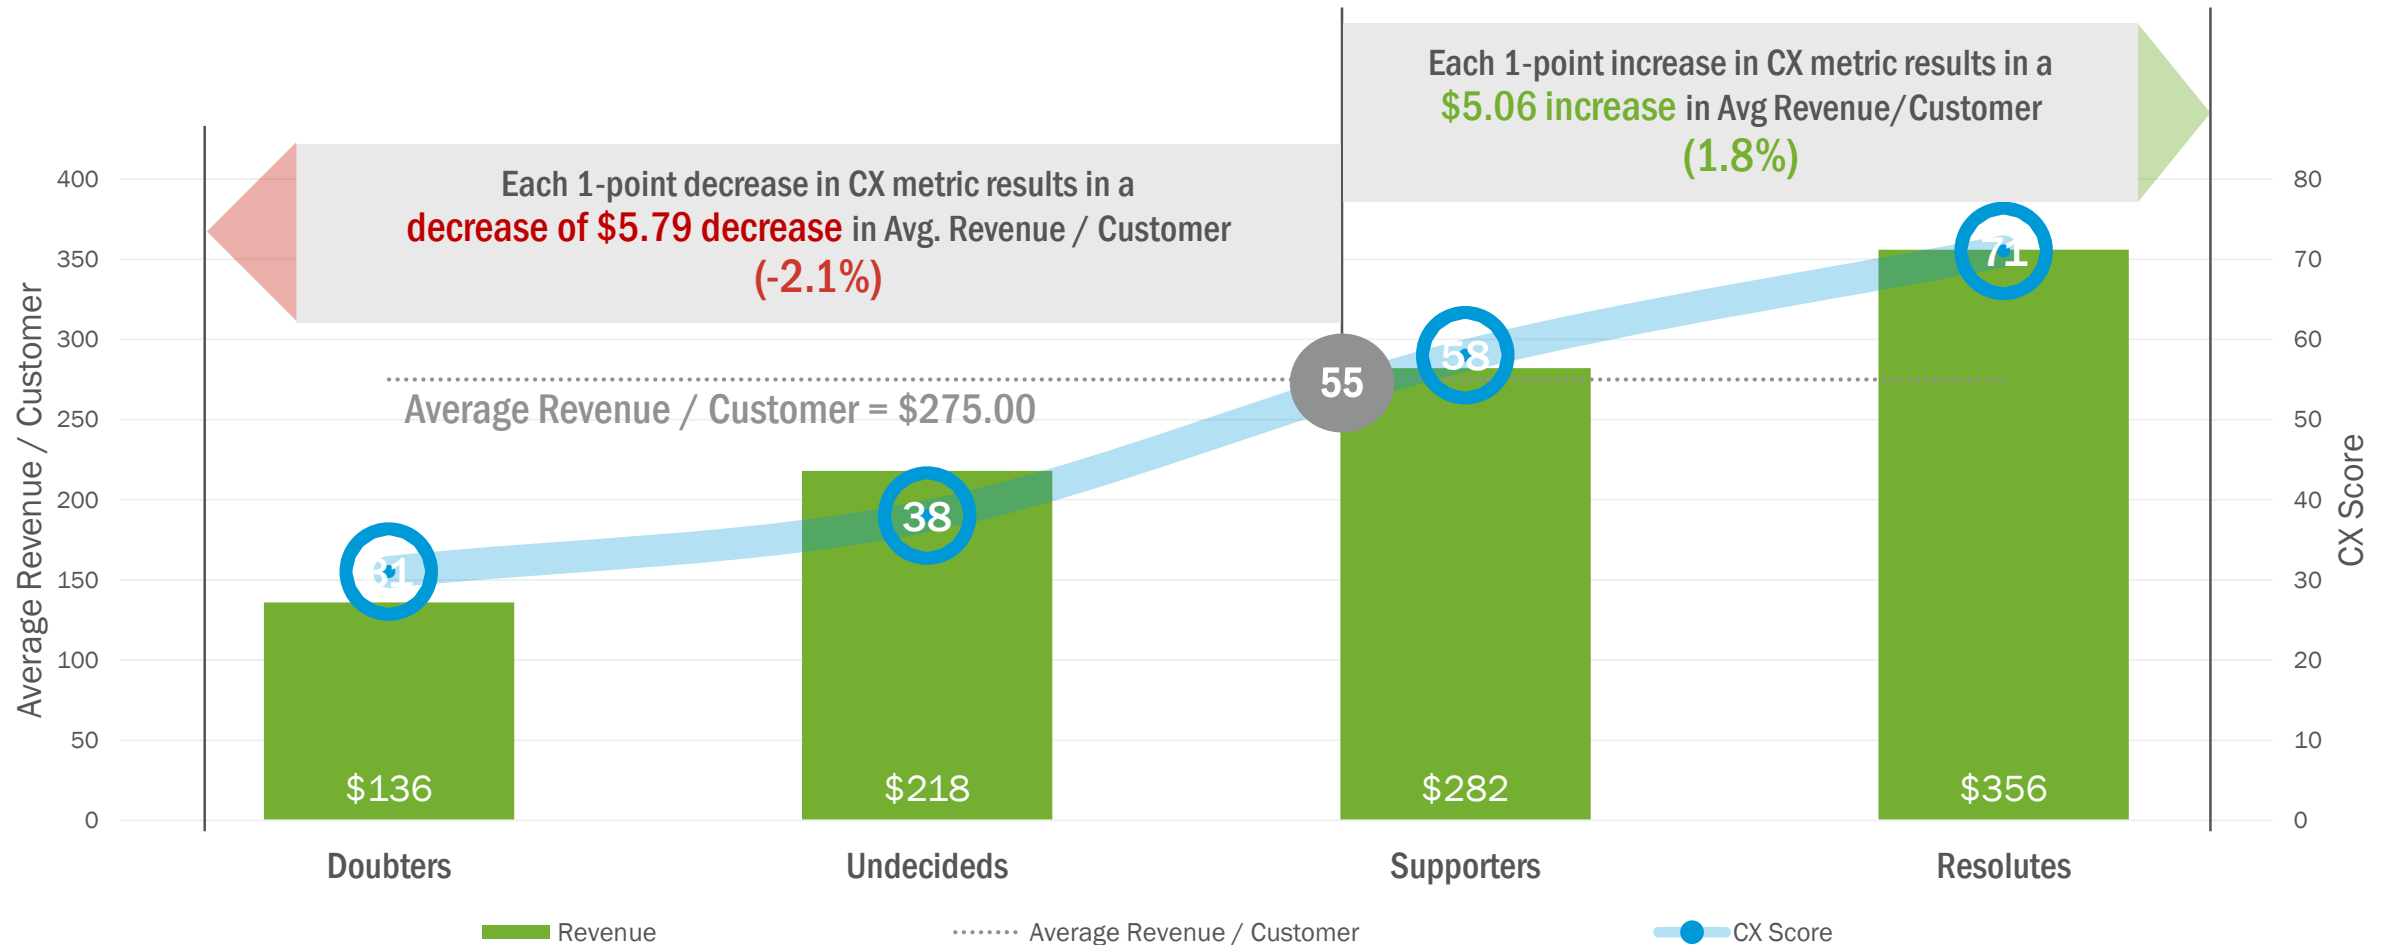 Each 1-point increase in CX metric results in a
$5.06 increase in Avg Revenue/Customer
(1.8%)
Each 1-point decrease in CX metric results in a
decrease of $5.79 decrease in Avg. Revenue / Customer
(-2.1%)
Average Revenue / Customer
400
350
300
250
200
150
100
50
0
80
70
60
50
40
30
20
10
0
CX Score
Average Revenue / Customer = $275.00
31
38
55
58
71
$136
$218
$282
$356
Doubters
Undecideds
Supporters
Resolutes
Revenue
Average Revenue / Customer
CX Score